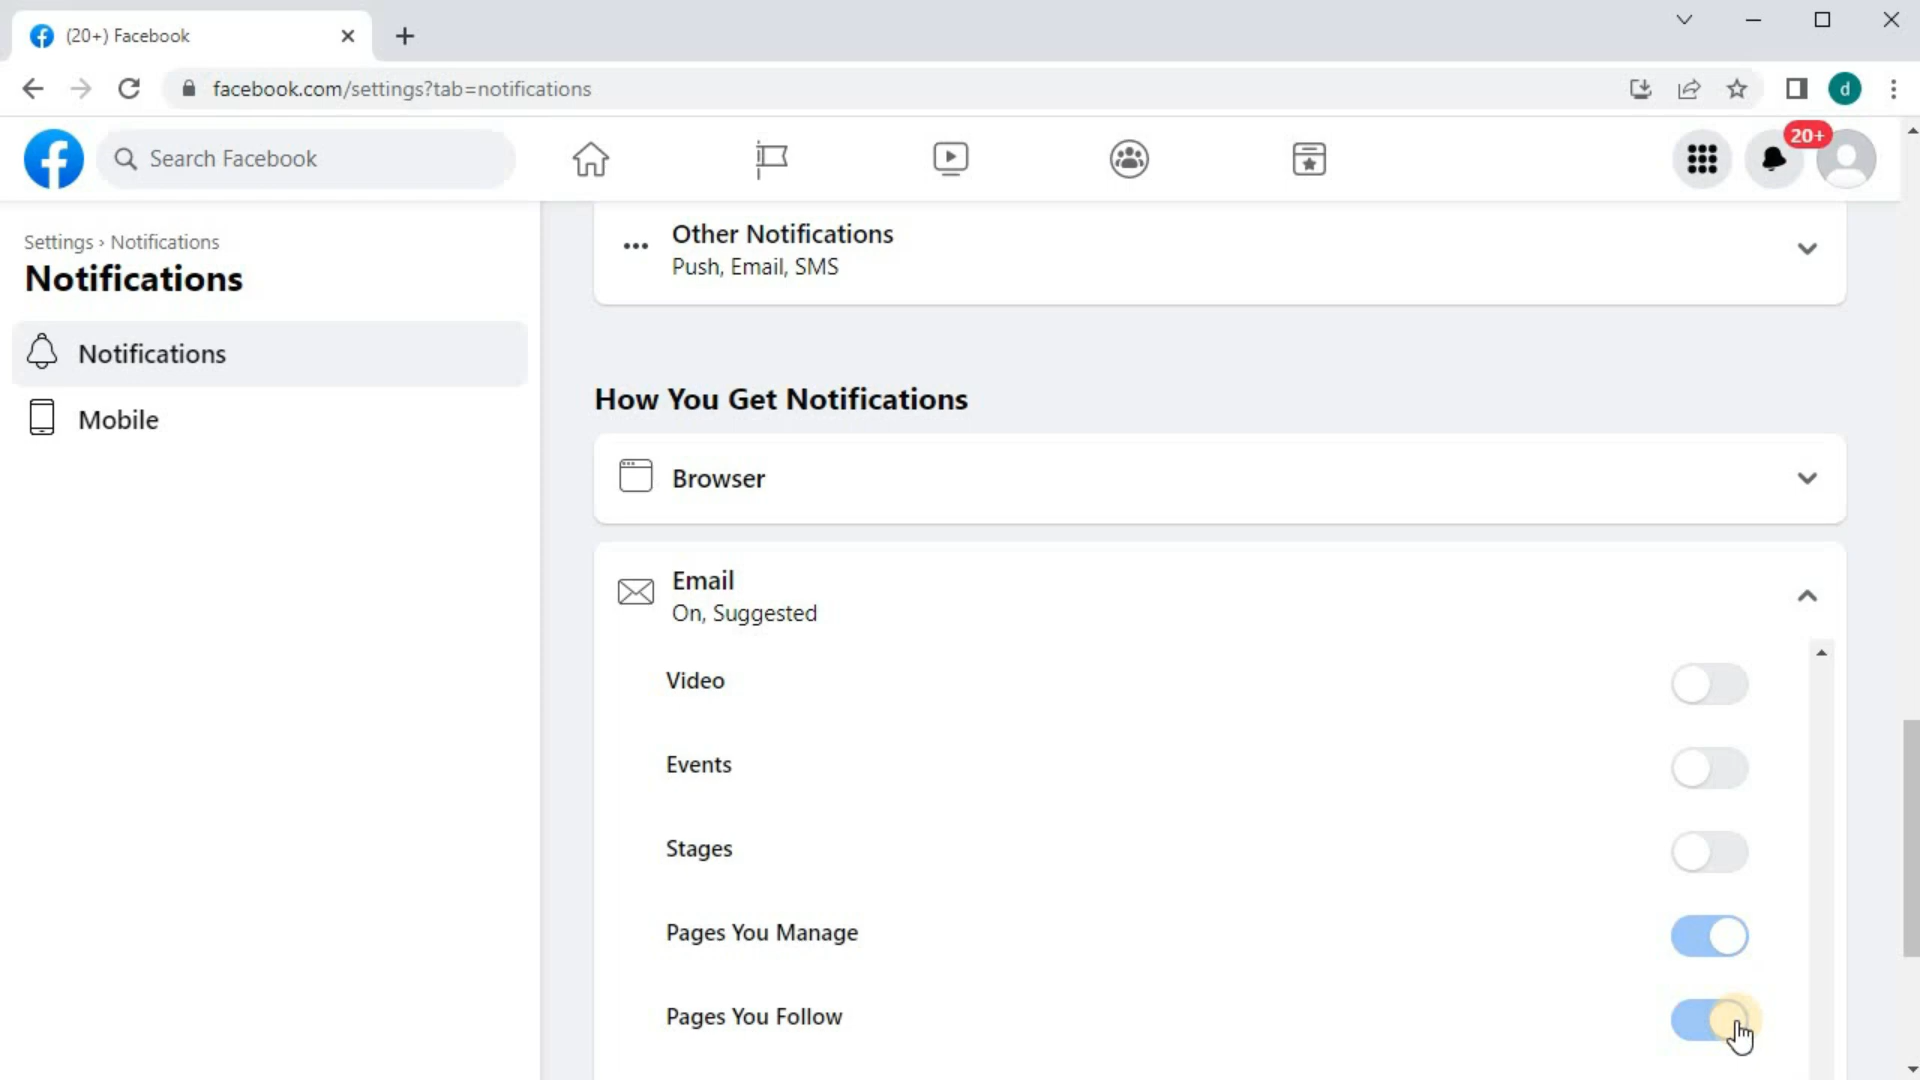 (20+) Facebook
facebook.com/settings?tab=notifications
d
Search Facebook
20+
Settings › Notifications
Notifications
Notifications
Mobile
Other Notifications
Push, Email, SMS
How You Get Notifications
Browser
Email
On, Suggested
Video
Events
Stages
Pages You Manage
Pages You Follow